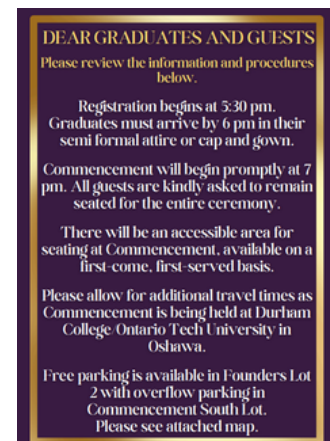 DEAR GRADUATES AND GUESTS
Please review the information and procedures
below.
Registration begins at 5:30 pm.
Graduates must arrive by 6 pm in their
semi formal attire or cap and gown.
Commencement will begin promptly at 7
pm. All guests are kindly asked to remain
seated for the entire ceremony.
There will be an accessible area for
seating at Commencement, available on a
first-come, first-served basis.
Please allow for additional travel times as
Commencement is being held at Durham
College/Ontario Tech University in
Oshawa.
Free parking is available in Founders Lot
2 with overflow parking in
Commencement South Lot.
Please see attached map.